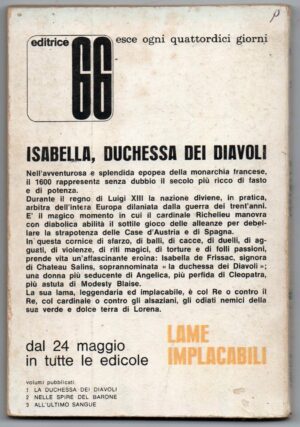 editrice
66
esce ogni quattordici giorni
ISABELLA, DUCHESSA DEI DIAVOLI
Nell'avventurosa e splendida epopea della monarchia francese,
il 1600 rappresenta senza dubbio il secolo più ricco di fasto
e di potenza.
Durante il regno di Luigi XIII la nazione diviene, in pratica,
arbitra dell'intera Europa dilaniata dalla guerra dei trent'anni.
E' il magico momento in cui il cardinale Richelieu manovra
con diabolica abilità il sottile gioco delle alleanze per debel-
lare la strapotenza delle Case d'Austria e di Spagna.
In questa cornice di sfarzo, di balli, di cacce, di duelli, di ag-
guati, di violenze, di riti magici, di torture e di folli passioni,
prende vita un'affascinante eroina: Isabella de Frissac, signora
di Chateau Salins, soprannominata « la duchessa dei Diavoli »;
una donna più seducente di Angelica, più perfida di Cleopatra,
più astuta di Modesty Blaise.
La sua lama, leggendaria ed implacabile, è col Re o contro il
Re, col cardinale o contro gli alsaziani, gli odiati nemici della
sua verde e dolce terra di Lorena.
dal 24 maggio
in tutte le edicole
LAME
IMPLACABILI
volumi pubblicati:
1 LA DUCHESSA DEI DIAVOLI
2 NELLE SPIRE DEL BARONE
3 ALL'ULTIMO SANGUE